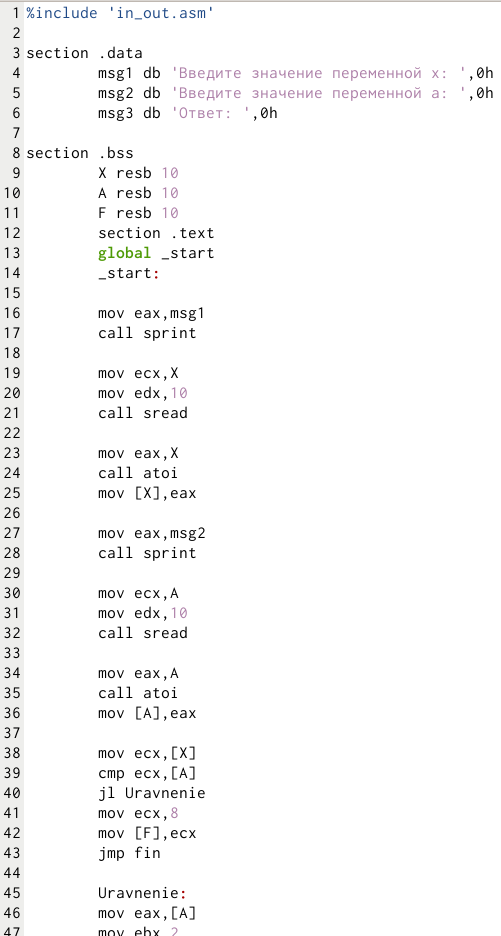 1 %include 'in_out.asm'
2
3 section .data
4 msg1 db 'Введите значение переменной x: ',0h
5 msg2 db 'Введите значение переменной a: ',0h
6 msg3 db 'Ответ: ',0h
7
8 section .bss
9 X resb 10
10 A resb 10
11 F resb 10
12 section .text
13 global _start
14 _start:
15
16 mov eax,msg1
17 call sprint
18
19 mov ecx,X
20 mov edx,10
21 call sread
22
23 mov eax,X
24 call atoi
25 mov [X],eax
26
27 mov eax,msg2
28 call sprint
29
30 mov ecx,A
31 mov edx,10
32 call sread
33
34 mov eax,A
35 call atoi
36 mov [A],eax
37
38 mov ecx,[X]
39 cmp ecx,[A]
40 jl Uravnenie
41 mov ecx,8
42 mov [F],ecx
43 jmp fin
44
45 Uravnenie:
46 mov eax,[A]
47 mov ebx,2